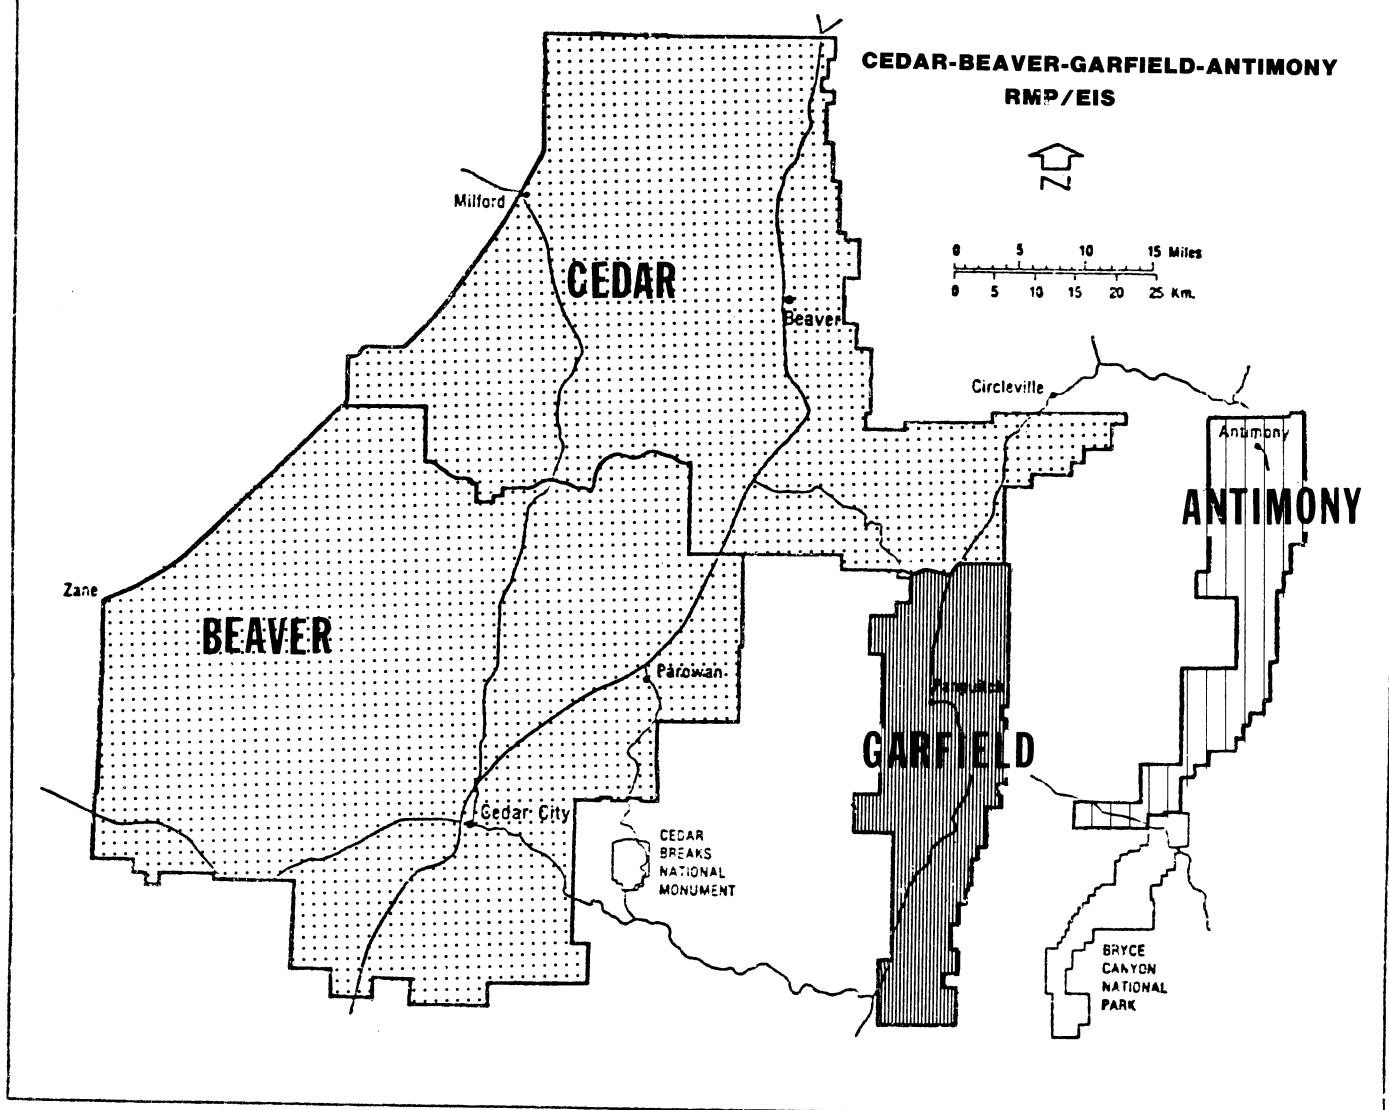 CEDAR-BEAVER-GARFIELD-ANTIMONY
RMP/EIS
N
0 5 10 15 Miles
0 5 10 15 20 25 Km.
Milford
CEDAR
Beaver
Circleville
Antimony
ANTIMONY
Zane
BEAVER
Parowan
Panguitch
GARFIELD
Cedar City
CEDAR
BREAKS
NATIONAL
MONUMENT
BRYCE
CANYON
NATIONAL
PARK